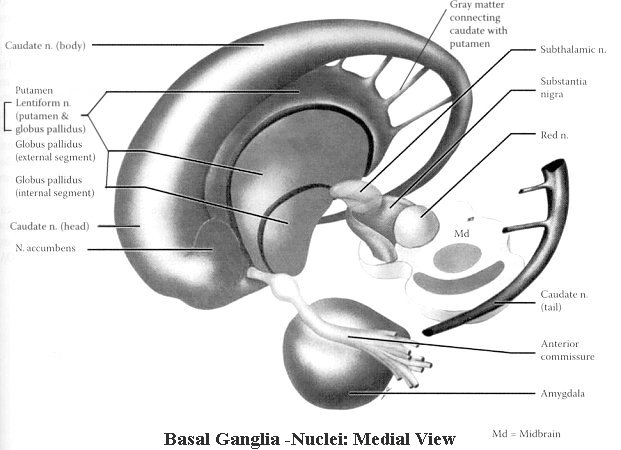 Gray matter
connecting
caudate with
putamen
Caudate n. (body)
Subthalamic n.
Substantia
nigra
Putamen
Lentiform n.
(putamen &
globus pallidus)
Globus pallidus
(external segment)
Red n.
Globus pallidus
(internal segment)
Caudate n. (head)
N. accumbens
Md
Caudate n.
(tail)
Anterior
commissure
Amygdala
Basal Ganglia -Nuclei: Medial View
Md = Midbrain